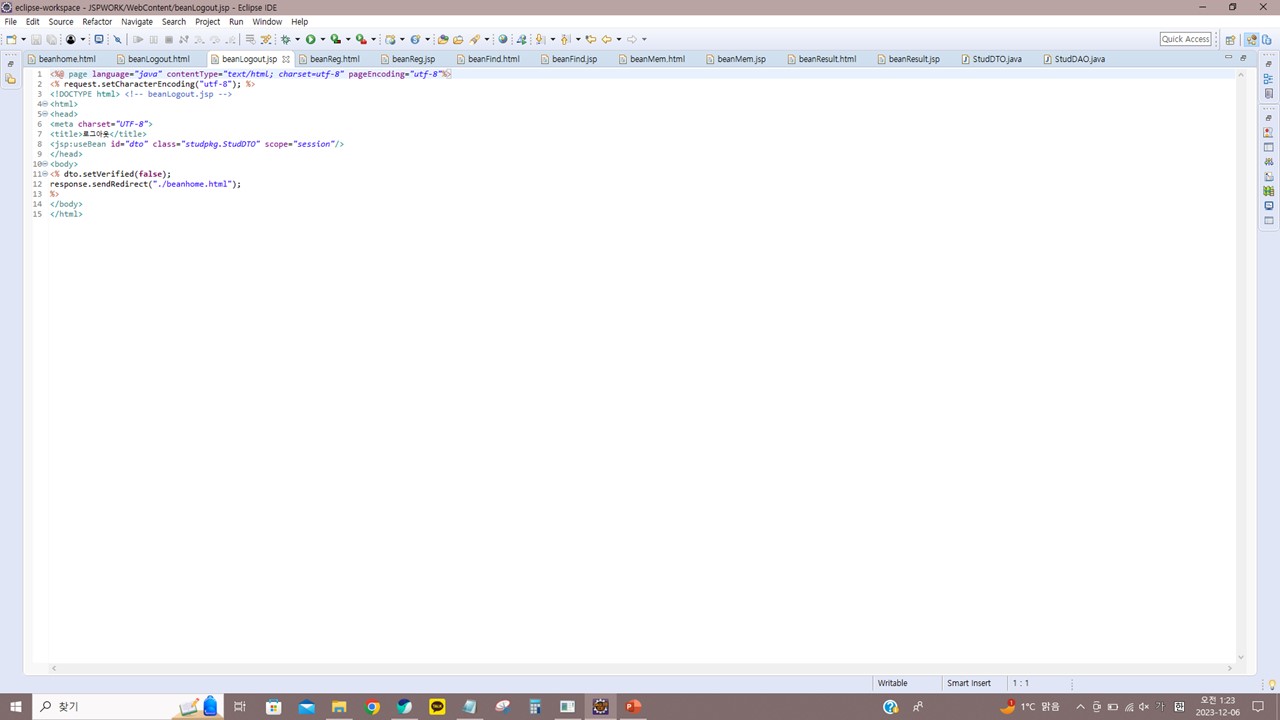 eclipse-workspace - JSPWORK/WebContent/beanLogout.jsp - Eclipse IDE
File Edit Source Refactor Navigate Search Project Run Window Help
Quick Access
beanhome.html beanLogout.html beanLogout.jsp beanReg.html beanReg.jsp beanFind.html beanFind.jsp beanMem.html beanMem.jsp beanResult.html beanResult.jsp StudDTO.java StudDAO.java
1 <%@ page language="java" contentType="text/html; charset=utf-8" pageEncoding="utf-8"%>
2 <% request.setCharacterEncoding("utf-8"); %>
3 <!DOCTYPE html> <!-- beanLogout.jsp -->
4 <html>
5 <head>
6 <meta charset="UTF-8">
7 <title>로그아웃</title>
8 <jsp:useBean id="dto" class="studpkg.StudDTO" scope="session"/>
9 </head>
10 <body>
11 <% dto.setVerified(false);
12 response.sendRedirect("./beanhome.html");
13 %>
14 </body>
15 </html>
Writable Smart Insert 1 : 1
찾기
1°C 맑음
가
오전 1:23
2023-12-06